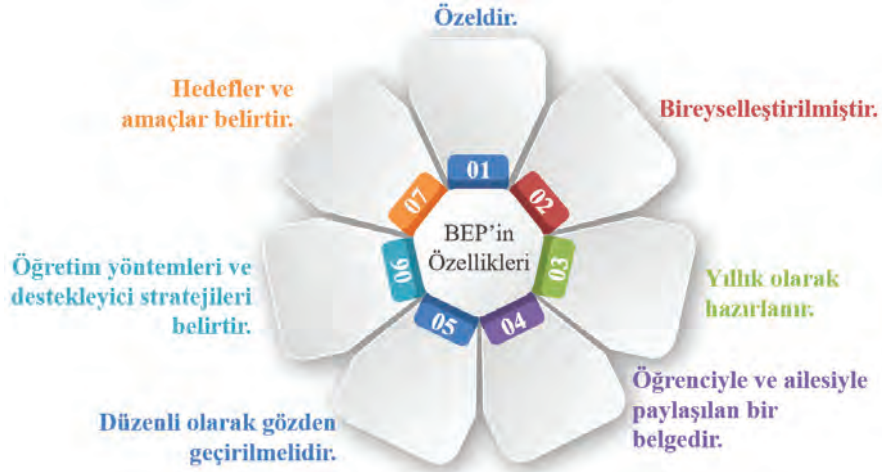 BEP'in
Özellikleri
01
Özeldir.
02
Bireyselleştirilmiştir.
03
Yıllık olarak
hazırlanır.
04
Öğrenciyle ve ailesiyle
paylaşılan bir
belgedir.
05
Düzenli olarak gözden
geçirilmelidir.
06
Öğretim yöntemleri ve
destekleyici stratejileri
belirtir.
07
Hedefler ve
amaçlar belirtir.